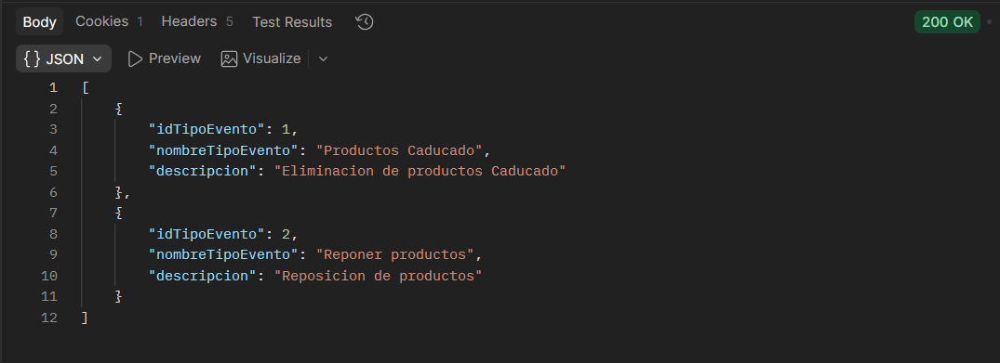 Body Cookies 1 Headers 5 Test Results 200 OK
{} JSON Preview Visualize
1 [
2 {
3 "idTipoEvento": 1,
4 "nombreTipoEvento": "Productos Caducado",
5 "descripcion": "Eliminacion de productos Caducado"
6 },
7 {
8 "idTipoEvento": 2,
9 "nombreTipoEvento": "Reponer productos",
10 "descripcion": "Reposicion de productos"
11 }
12 ]